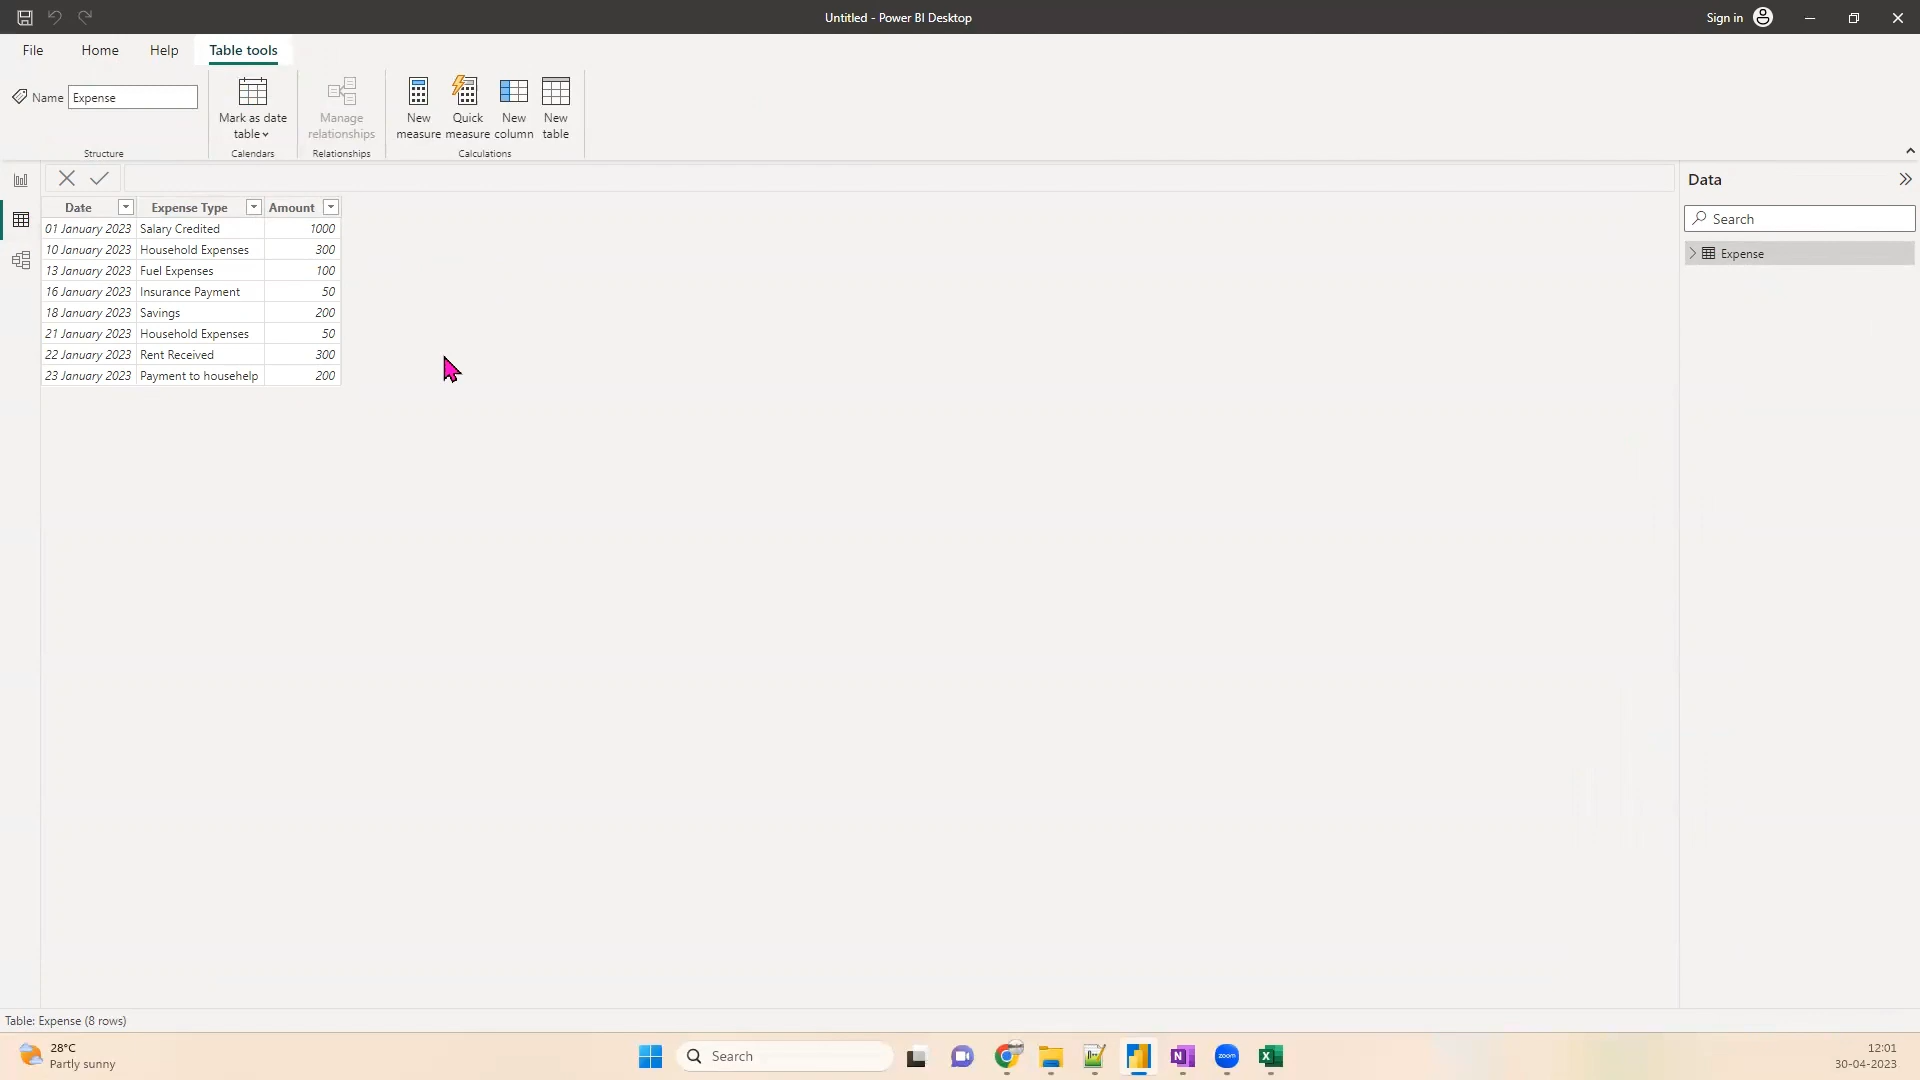 Untitled - Power BI Desktop
Sign in
File Home Help Table tools
Name Expense
Structure
Mark as date table
Calendars
Manage relationships
Relationships
New measure
Quick measure
New column
New table
Calculations
Date Expense Type Amount
01 January 2023 Salary Credited 1000
10 January 2023 Household Expenses 300
13 January 2023 Fuel Expenses 100
16 January 2023 Insurance Payment 50
18 January 2023 Savings 200
21 January 2023 Household Expenses 50
22 January 2023 Rent Received 300
23 January 2023 Payment to househelp 200
Data
Search
Expense
Table: Expense (8 rows)
28°C
Partly sunny
Search
zoom
12:01
30-04-2023